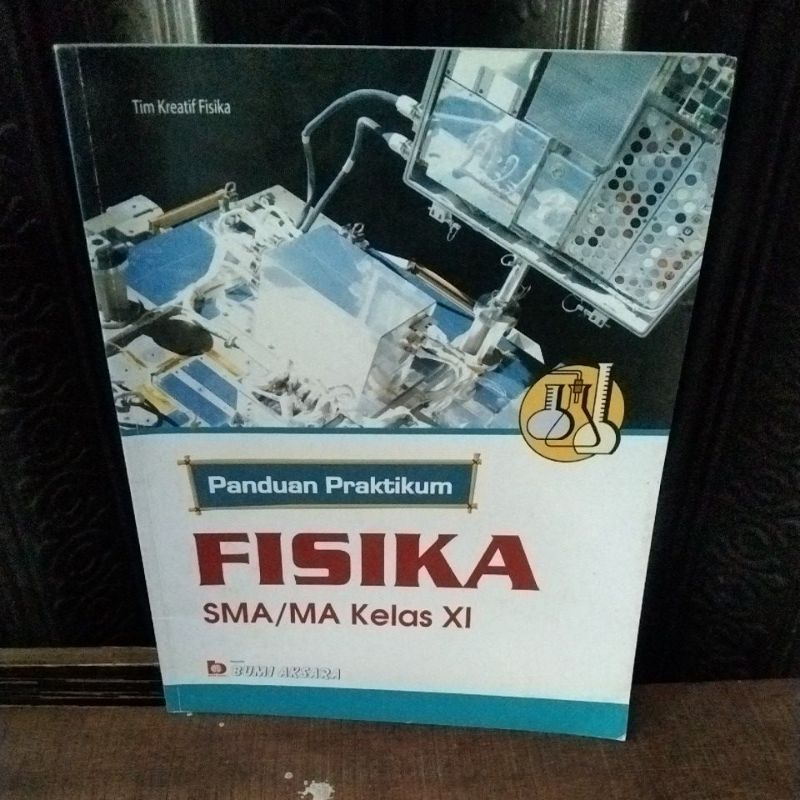 Tim Kreatif Fisika
Panduan Praktikum
FISIKA
SMA/MA Kelas XI
BUMI AKSARA